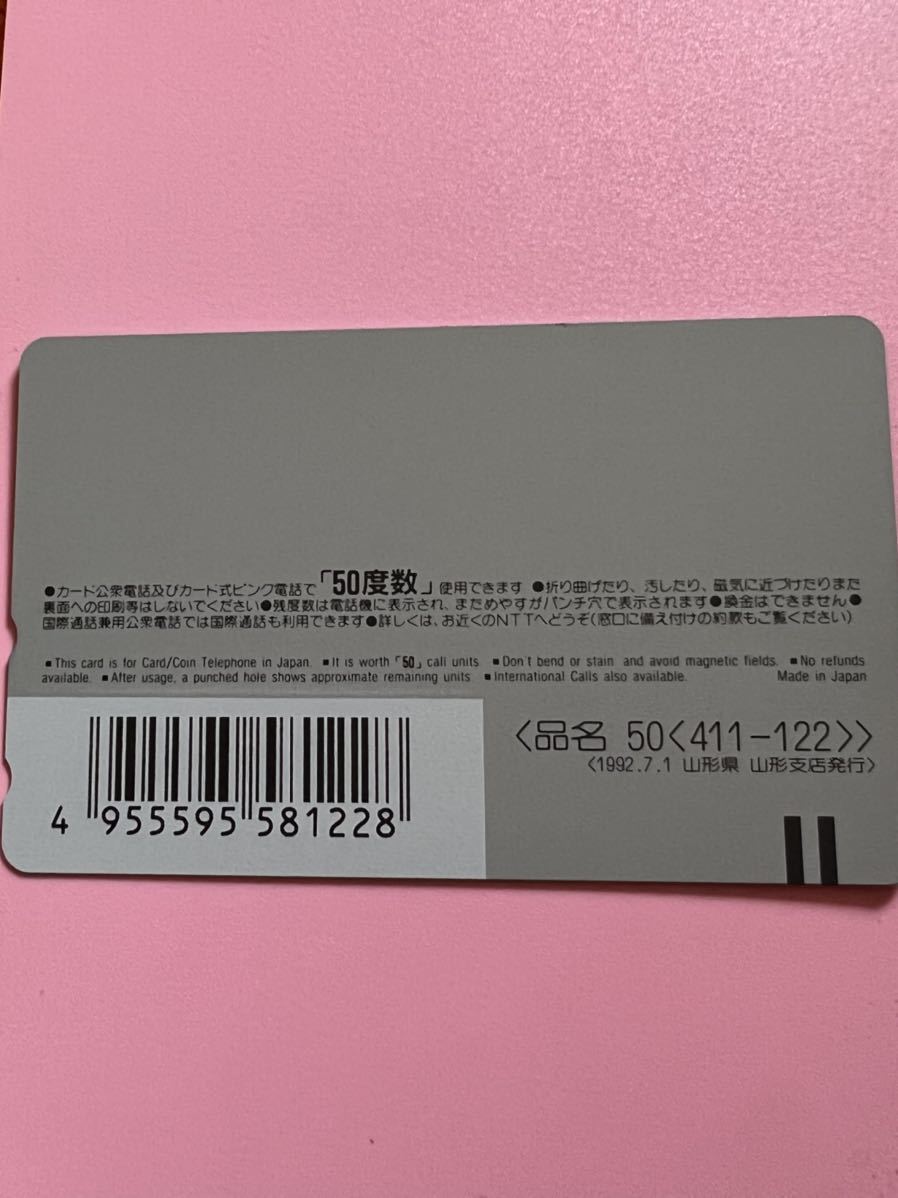 ●カード公衆電話及びカード式ピンク電話で「50度数」使用できます ●折り曲げたり、汚したり、磁気に近づけたりまた
裏面への印刷等はしないでください●残度数は電話機に表示され、まためやすがパンチ穴で表示されます●換金はできません●
国際通話兼用公衆電話では国際通話も利用できます●詳しくは、お近くのNTTへどうぞ(窓口に備え付けの約款もご覧ください)
■This card is for Card/Coin Telephone in Japan. ■It is worth「50」call units ■Don't bend or stain and avoid magnetic fields. ■No refunds
available. ■After usage, a punched hole shows approximate remaining units ■International Calls also available. Made in Japan
〈品名 50〈411-122〉〉
〈1992.7.1 山形県 山形支店発行〉
4 955595 581228